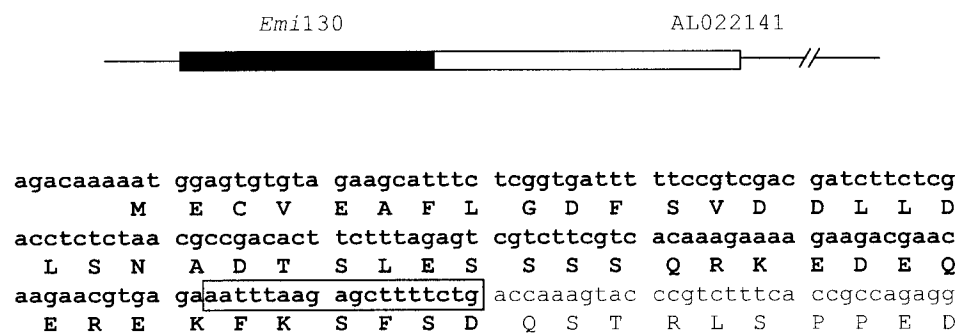 Emi130 AL022141
agacaaaaat ggagtgtgta gaagcatttc tcggtgattt ttccgtcgac gatcttctcg
M E C V E A F L G D F S V D D L L D
acctctctaa cgccgacact tctttagagt cgtcttcgtc acaaagaaaa gaagacgaac
L S N A D T S L E S S S S Q R K E D E Q
aagaacgtga gaaatttaag agcttttctg accaaagtac ccgtctttca ccgccagagg
E R E K F K S F S D Q S T R L S P P E D